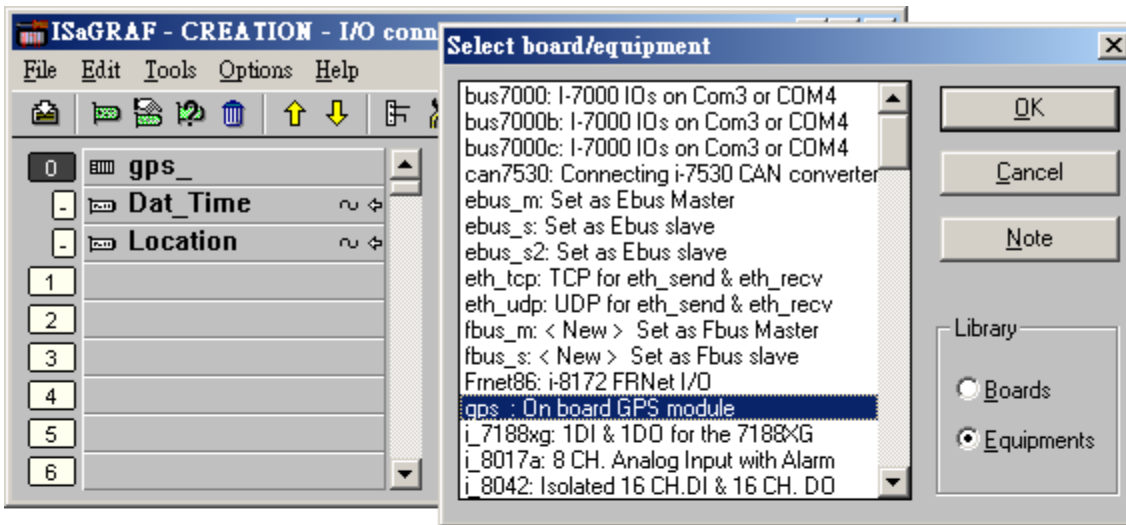 ISaGRAF - CREATION - I/O conn
File Edit Tools Options Help
0 gps_
- Dat_Time
- Location
1
2
3
4
5
6
Select board/equipment
bus7000: I-7000 IOs on Com3 or COM4
bus7000b: I-7000 IOs on Com3 or COM4
bus7000c: I-7000 IOs on Com3 or COM4
can7530: Connecting i-7530 CAN converter
ebus_m: Set as Ebus Master
ebus_s: Set as Ebus slave
ebus_s2: Set as Ebus slave
eth_tcp: TCP for eth_send & eth_recv
eth_udp: UDP for eth_send & eth_recv
fbus_m: < New > Set as Fbus Master
fbus_s: < New > Set as Fbus slave
Frnet86: i-8172 FRNet I/O
gps_: On board GPS module
i_7188xg: 1DI & 1DO for the 7188XG
i_8017a: 8 CH. Analog Input with Alarm
i_8042: Isolated 16 CH.DI & 16 CH. DO
OK
Cancel
Note
Library
Boards
Equipments